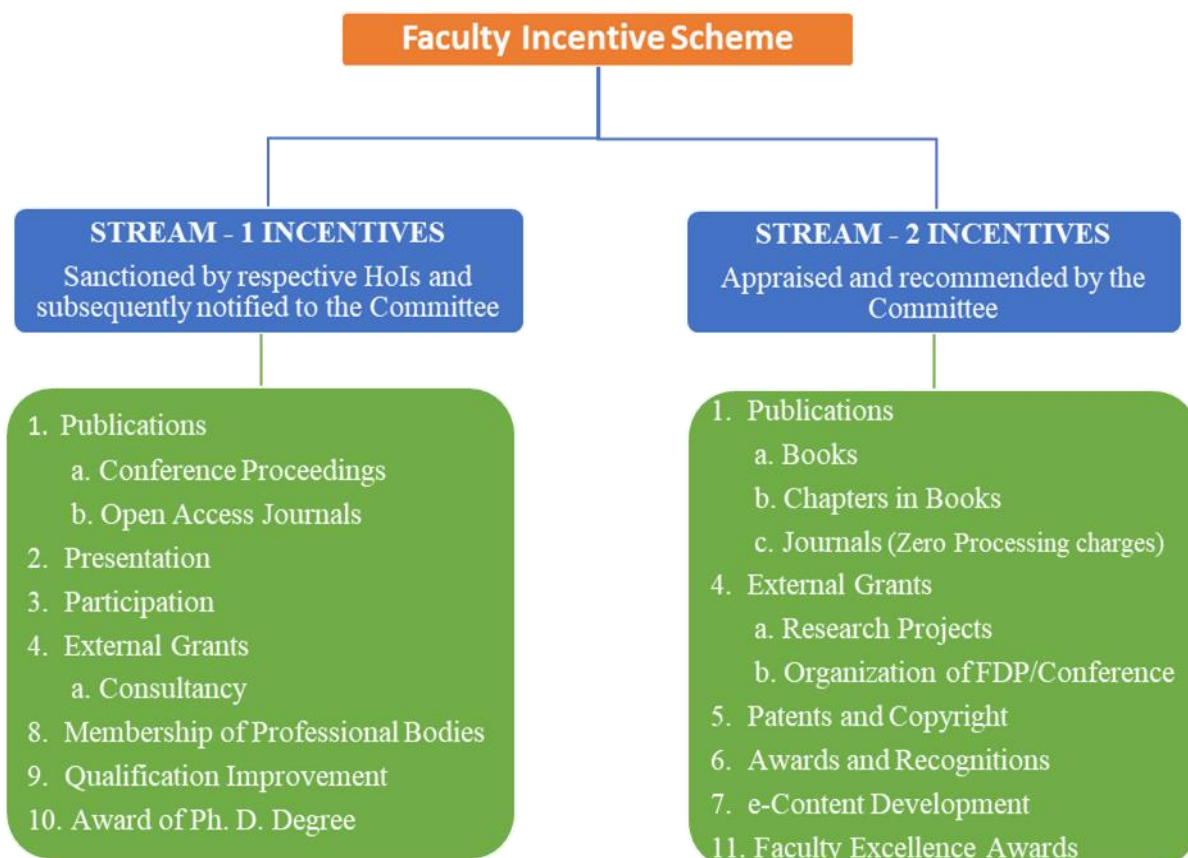 Faculty Incentive Scheme
STREAM - 1 INCENTIVES
Sanctioned by respective HoIs and
subsequently notified to the Committee
1. Publications
a. Conference Proceedings
b. Open Access Journals
2. Presentation
3. Participation
4. External Grants
a. Consultancy
8. Membership of Professional Bodies
9. Qualification Improvement
10. Award of Ph. D. Degree
STREAM - 2 INCENTIVES
Appraised and recommended by the
Committee
1. Publications
a. Books
b. Chapters in Books
c. Journals (Zero Processing charges)
4. External Grants
a. Research Projects
b. Organization of FDP/Conference
5. Patents and Copyright
6. Awards and Recognitions
7. e-Content Development
11. Faculty Excellence Awards